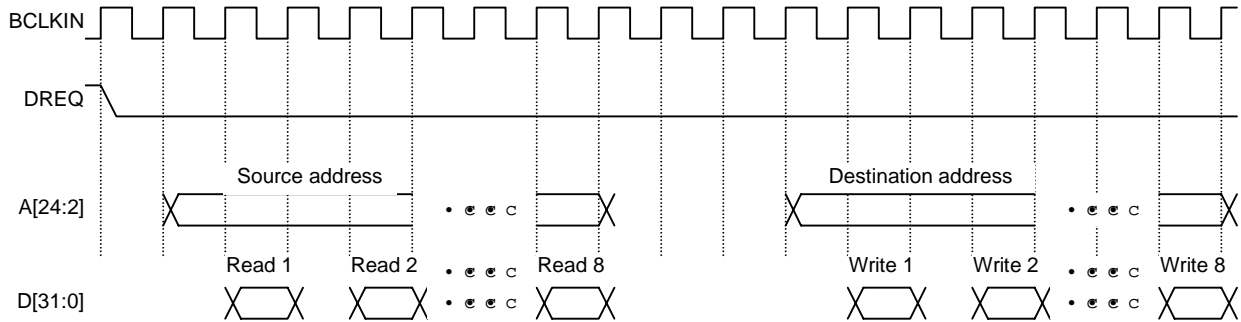 BCLKIN
DREQ
Source address Destination address
A[24:2]
Read 1 Read 2 Read 8 Write 1 Write 2 Write 8
D[31:0]